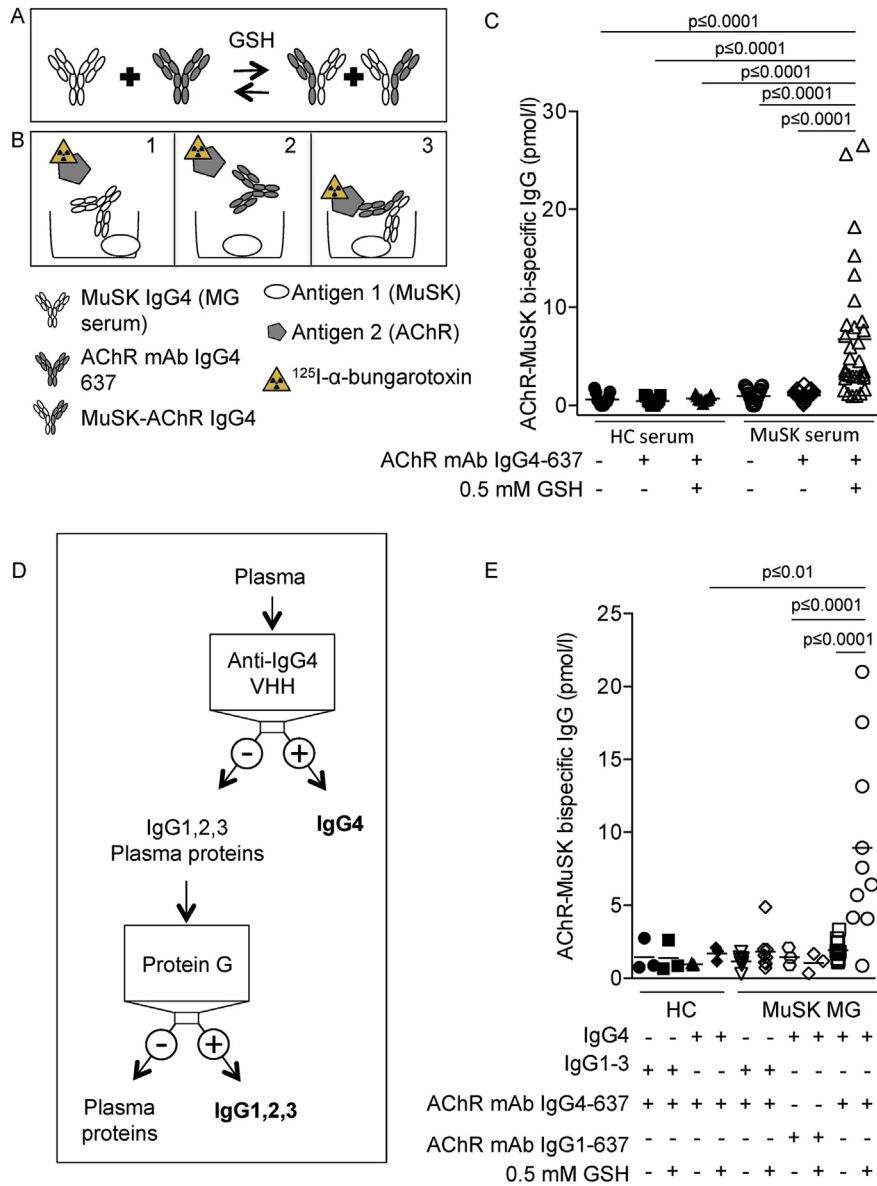 A
GSH
B
1
2
3
MuSK IgG4 (MG
serum)
AChR mAb IgG4
637
MuSK-AChR IgG4
Antigen 1 (MuSK)
Antigen 2 (AChR)
¹²⁵I-α-bungarotoxin
C
p≤0.0001
p≤0.0001
p≤0.0001
p≤0.0001
p≤0.0001
AChR-MuSK bi-specific IgG (pmol/l)
30
20
10
0
HC serum MuSK serum
AChR mAb IgG4-637 - + + - + +
0.5 mM GSH - - + - - +
D
Plasma
Anti-IgG4
VHH
- +
IgG1,2,3
Plasma proteins
IgG4
Protein G
- +
Plasma
proteins
IgG1,2,3
E
p≤0.01
p≤0.0001
p≤0.0001
AChR-MuSK bispecific IgG (pmol/l)
25
20
15
10
5
0
HC MuSK MG
IgG4 - - + + - - + + + +
IgG1-3 + + - - + + - - - -
AChR mAb IgG4-637 + + + + + + - - + +
AChR mAb IgG1-637 - - - - - - + + - -
0.5 mM GSH - + - + - + - + - +